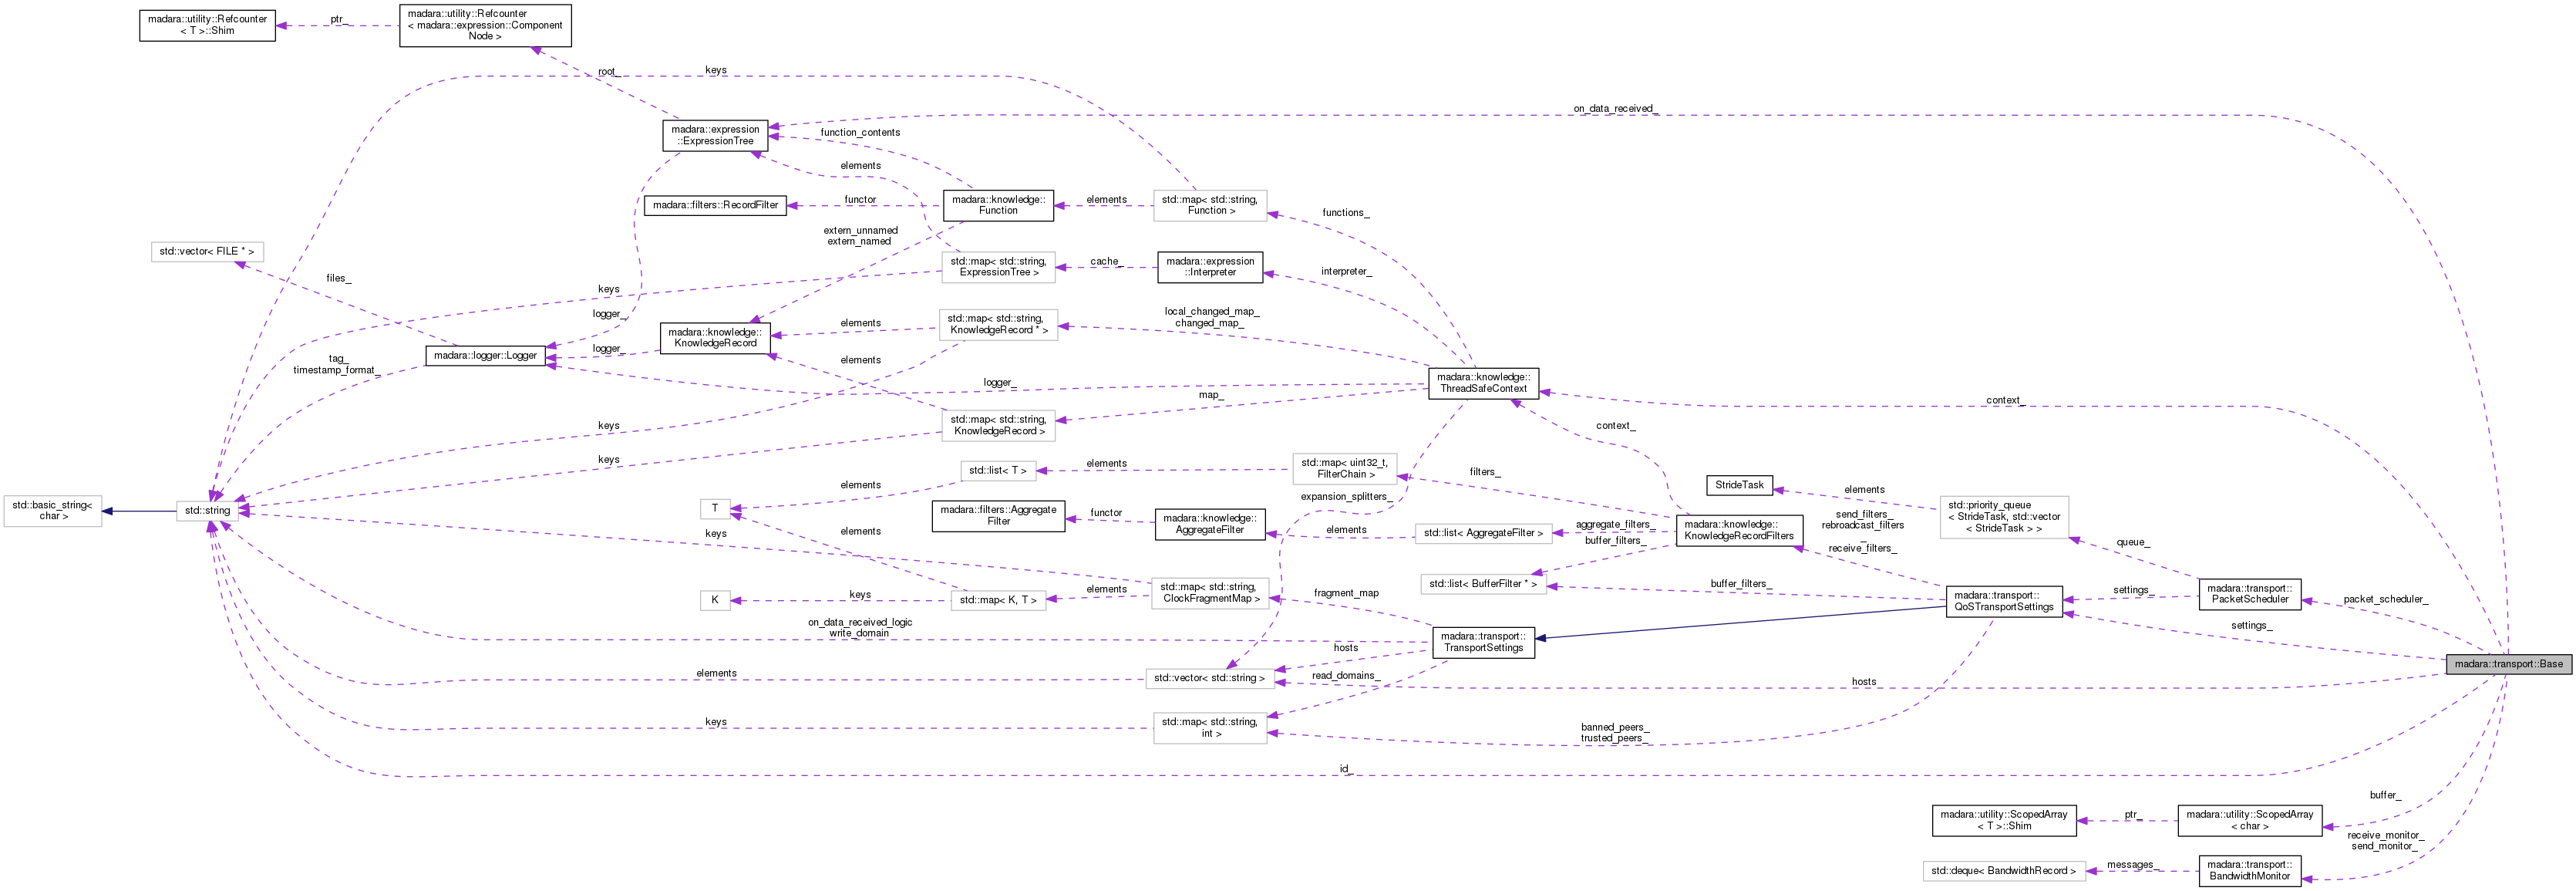 madara::utility::Refcounter
< T >::Shim
ptr_
madara::utility::Refcounter
< madara::expression::Component
Node >
root_
keys
on_data_received_
madara::expression
::ExpressionTree
function_contents
elements
madara::filters::RecordFilter
functor
madara::knowledge::
Function
elements
std::map< std::string,
Function >
functions_
extern_unnamed
extern_named
std::vector< FILE * >
files_
keys
std::map< std::string,
ExpressionTree >
cache_
madara::expression
::Interpreter
interpreter_
logger_
madara::knowledge::
KnowledgeRecord
elements
std::map< std::string,
KnowledgeRecord * >
local_changed_map_
changed_map_
madara::logger::Logger
logger_
tag_
timestamp_format_
elements
logger_
madara::knowledge::
ThreadSafeContext
map_
context_
keys
std::map< std::string,
KnowledgeRecord >
context_
keys
std::list< T >
elements
std::map< uint32_t,
FilterChain >
filters_
elements
expansion_splitters_
StrideTask
elements
std::priority_queue
< StrideTask, std::vector
< StrideTask > >
std::basic_string<
char >
std::string
T
madara::filters::Aggregate
Filter
functor
madara::knowledge::
AggregateFilter
elements
std::list< AggregateFilter >
aggregate_filters_
buffer_filters_
madara::knowledge::
KnowledgeRecordFilters
send_filters_
rebroadcast_filters
_
receive_filters_
queue_
keys
elements
std::list< BufferFilter * >
buffer_filters_
K
keys
std::map< K, T >
elements
std::map< std::string,
ClockFragmentMap >
fragment_map
madara::transport::
QoSTransportSettings
settings_
madara::transport::
PacketScheduler
packet_scheduler_
settings_
on_data_received_logic
write_domain
madara::transport::
TransportSettings
hosts
read_domains_
madara::transport::Base
elements
std::vector< std::string >
hosts
keys
std::map< std::string,
int >
banned_peers_
trusted_peers_
id_
buffer_
madara::utility::ScopedArray
< T >::Shim
ptr_
madara::utility::ScopedArray
< char >
receive_monitor_
send_monitor_
std::deque< BandwidthRecord >
messages_
madara::transport::
BandwidthMonitor